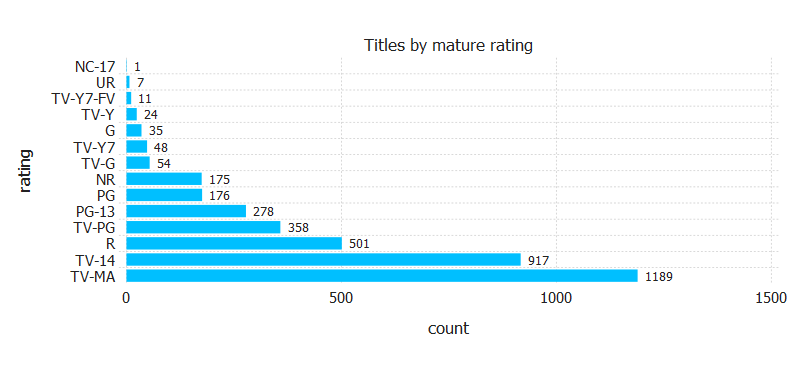 Titles by mature rating
NC-17 1
UR 7
TV-Y7-FV 11
TV-Y 24
G 35
TV-Y7 48
TV-G 54
NR 175
PG 176
PG-13 278
TV-PG 358
R 501
TV-14 917
TV-MA 1189
rating
0 500 1000 1500
count